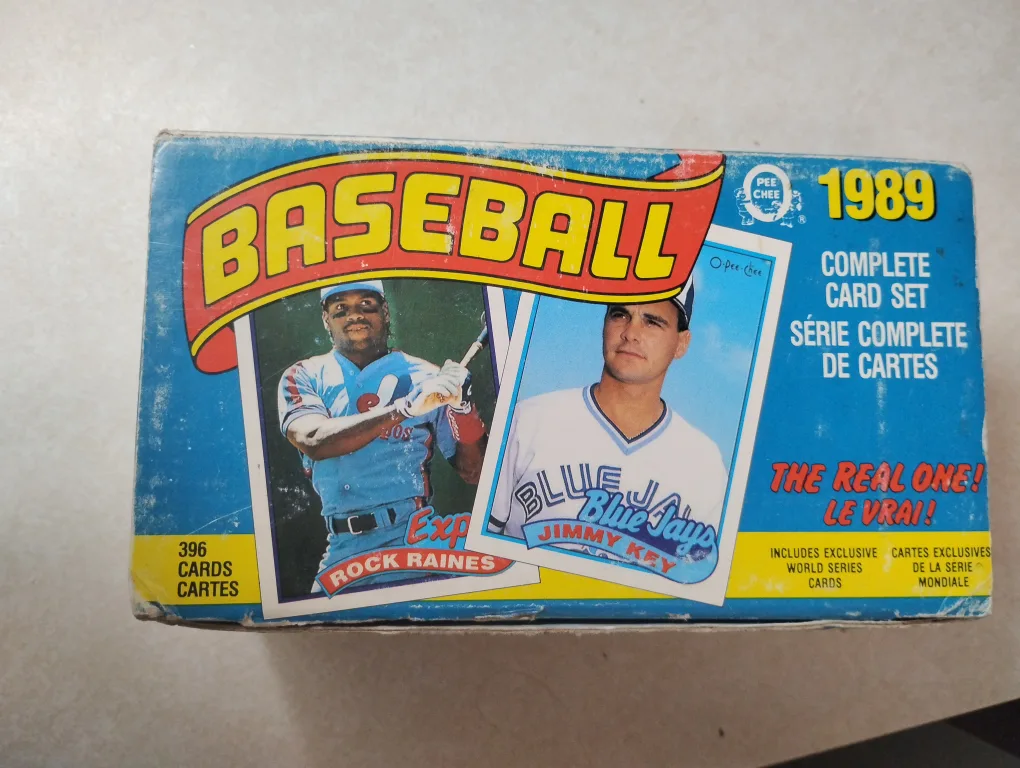 BASEBALL
PEE
CHEE
®
1989
O-Pee-Chee
COMPLETE
CARD SET
SÉRIE COMPLETE
DE CARTES
BLUE JAYS
Expos
ROCK RAINES
Blue Jays
JIMMY KEY
THE REAL ONE!
LE VRAI!
396
CARDS
CARTES
INCLUDES EXCLUSIVE
WORLD SERIES
CARDS
CARTES EXCLUSIVES
DE LA SERIE
MONDIALE